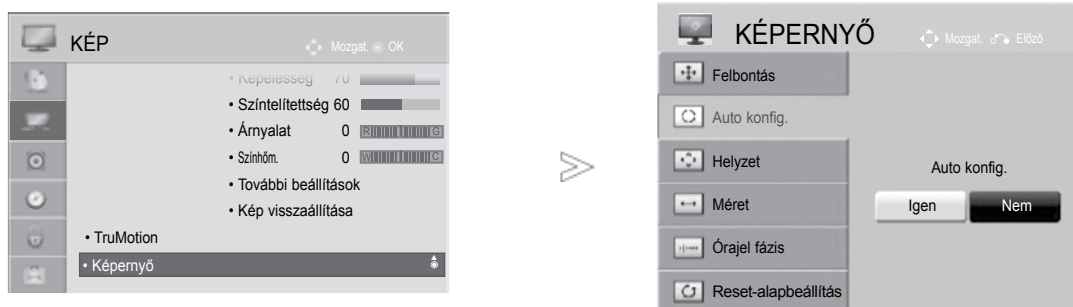 KÉP
Mozgat. OK
• Képélesség 70
• Színtelítettség 60
• Árnyalat 0 R G
• Színhőm. 0 W C
• További beállítások
• Kép visszaállítása
• TruMotion
• Képernyő
KÉPERNYŐ
Mozgat. Előző
Felbontás
Auto konfig.
Helyzet
Méret
Órajel fázis
Reset-alapbeállítás
Auto konfig.
Igen
Nem